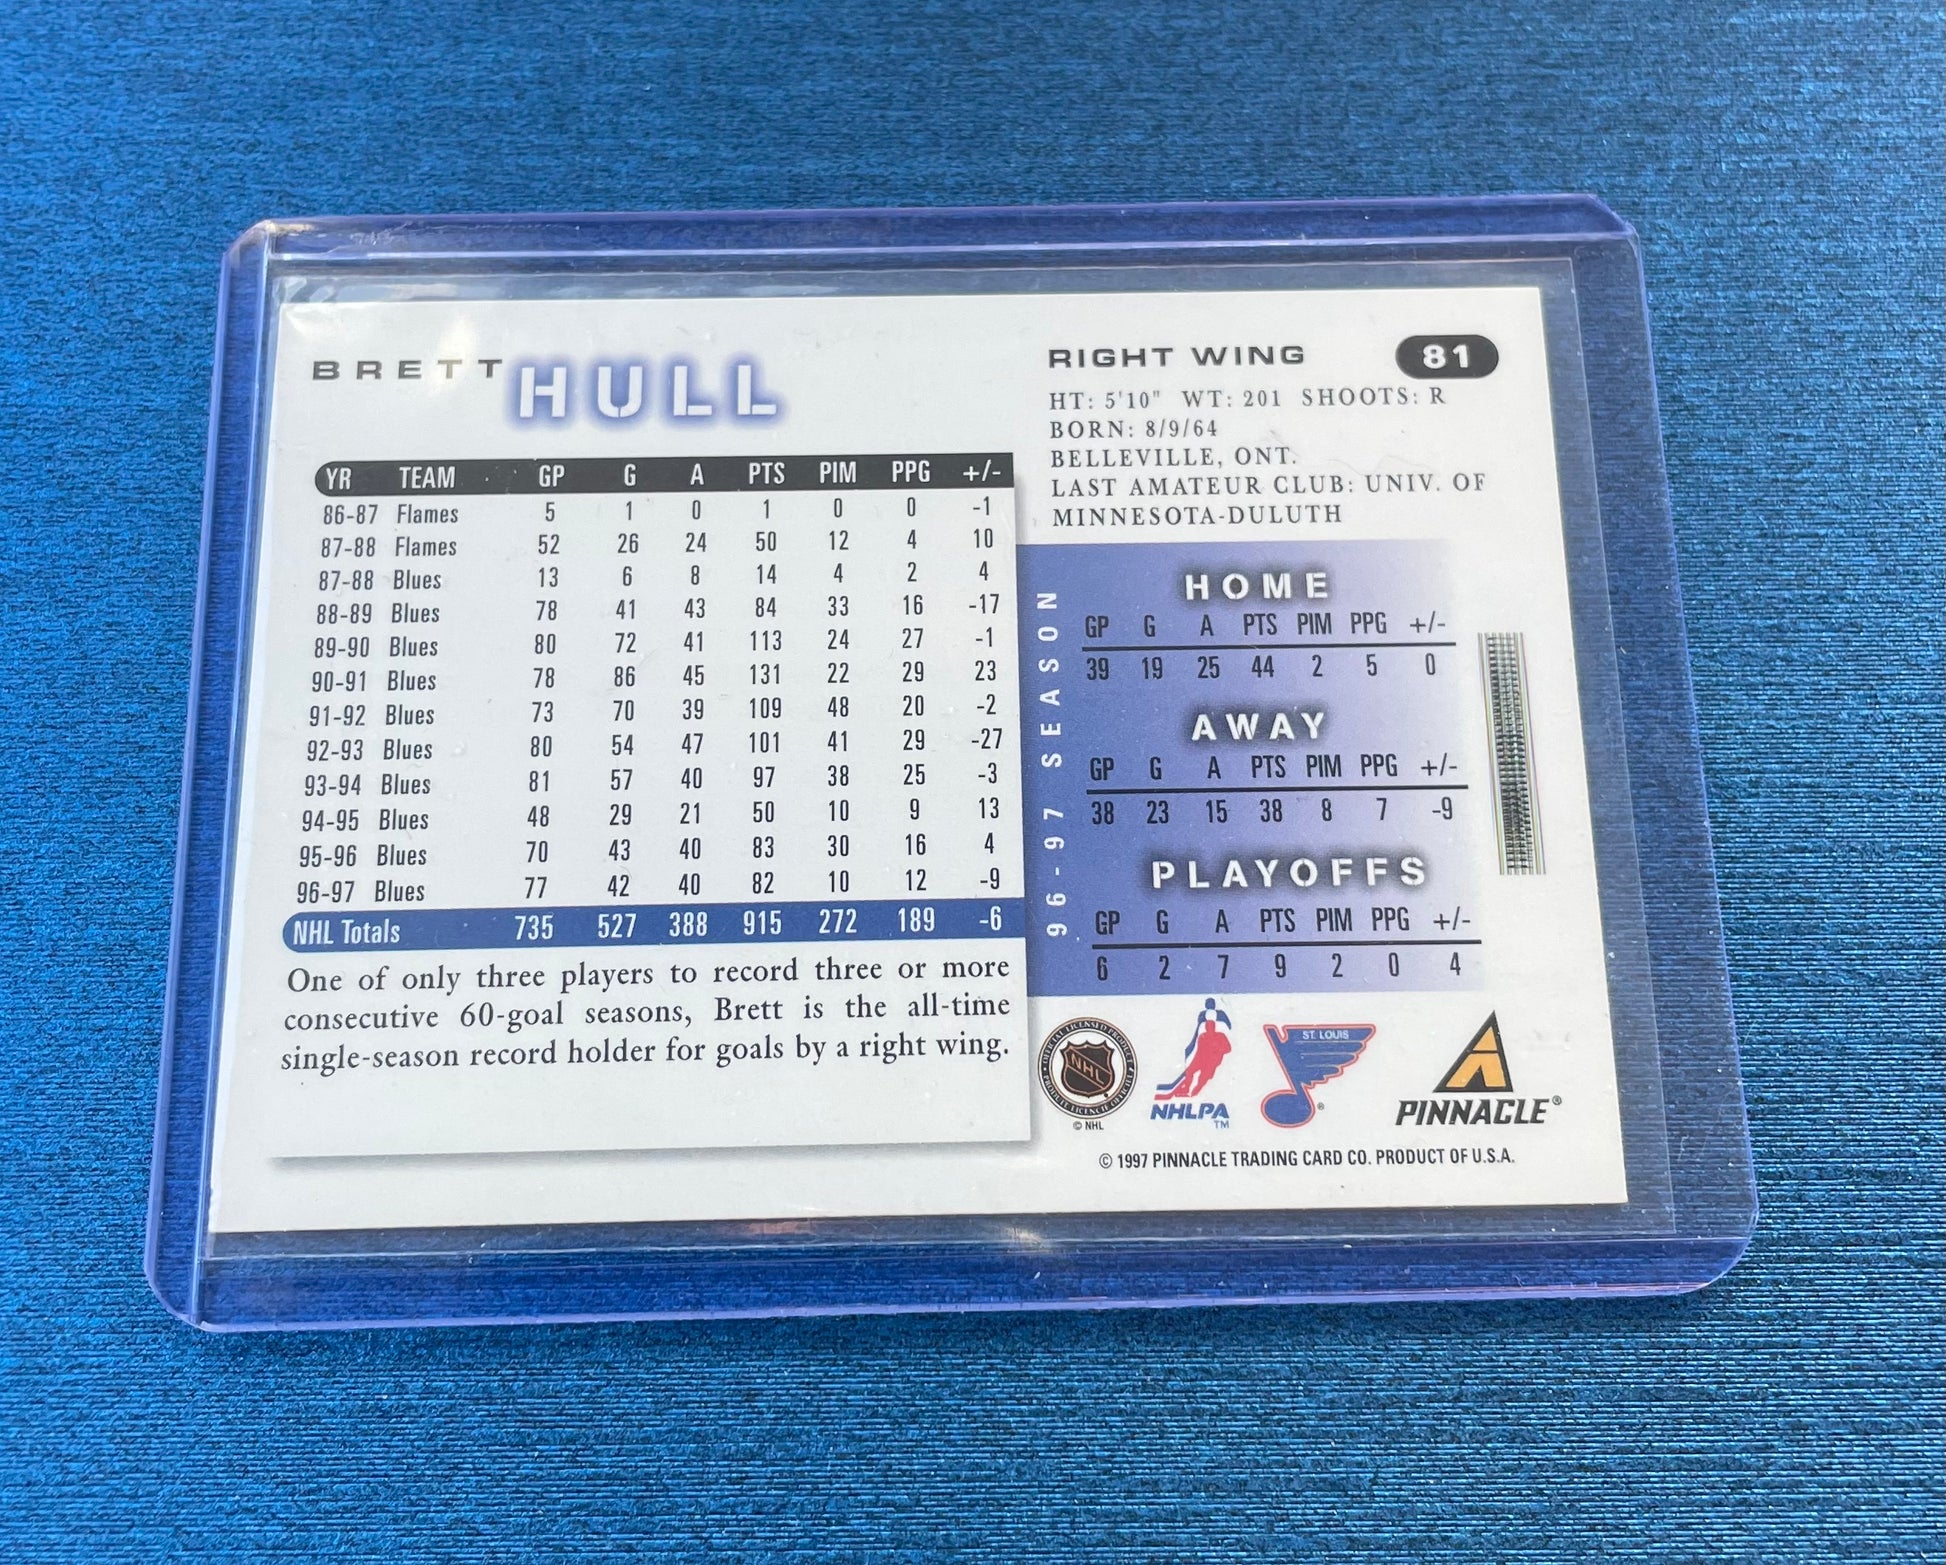 BRETT HULL
YR TEAM GP G A PTS PIM PPG +/-
86-87 Flames 5 1 0 1 0 0 -1
87-88 Flames 52 26 24 50 12 4 10
87-88 Blues 13 6 8 14 4 2 4
88-89 Blues 78 41 43 84 33 16 -17
89-90 Blues 80 72 41 113 24 27 -1
90-91 Blues 78 86 45 131 22 29 23
91-92 Blues 73 70 39 109 48 20 -2
92-93 Blues 80 54 47 101 41 29 -27
93-94 Blues 81 57 40 97 38 25 -3
94-95 Blues 48 29 21 50 10 9 13
95-96 Blues 70 43 40 83 30 16 4
96-97 Blues 77 42 40 82 10 12 -9
NHL Totals 735 527 388 915 272 189 -6
One of only three players to record three or more
consecutive 60-goal seasons, Brett is the all-time
single-season record holder for goals by a right wing.
RIGHT WING 81
HT: 5'10" WT: 201 SHOOTS: R
BORN: 8/9/64
BELLEVILLE, ONT.
LAST AMATEUR CLUB: UNIV. OF
MINNESOTA-DULUTH
96-97 SEASON
HOME
GP G A PTS PIM PPG +/-
39 19 25 44 2 5 0
AWAY
GP G A PTS PIM PPG +/-
38 23 15 38 8 7 -9
PLAYOFFS
GP G A PTS PIM PPG +/-
6 2 7 9 2 0 4
NHL
© NHL
NHLPA
TM
ST. LOUIS
®
PINNACLE®
© 1997 PINNACLE TRADING CARD CO. PRODUCT OF U.S.A.